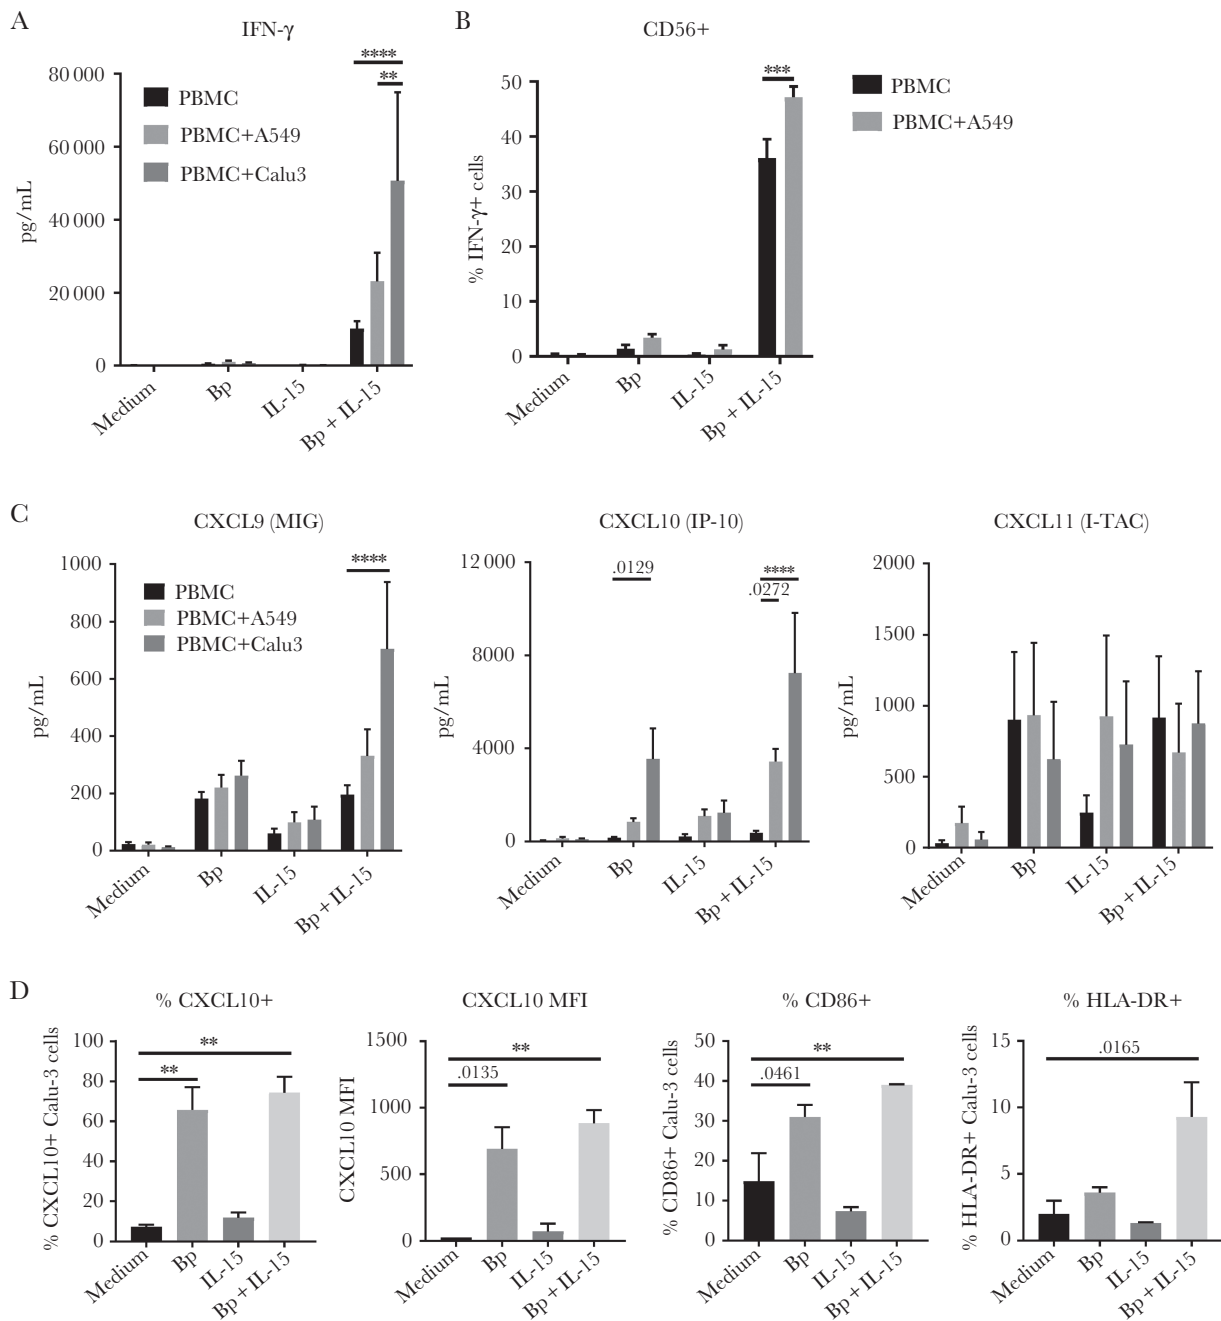 A
IFN-γ
****
**
80 000
60 000
40 000
20 000
0
pg/mL
PBMC
PBMC+A549
PBMC+Calu3
Medium
Bp
IL-15
Bp + IL-15
B
CD56+
***
50
40
30
20
10
0
% IFN-γ+ cells
PBMC
PBMC+A549
Medium
Bp
IL-15
Bp + IL-15
C
CXCL9 (MIG)
****
1000
800
600
400
200
0
pg/mL
PBMC
PBMC+A549
PBMC+Calu3
Medium
Bp
IL-15
Bp + IL-15
CXCL10 (IP-10)
.0129
****
.0272
12 000
8000
4000
0
pg/mL
Medium
Bp
IL-15
Bp + IL-15
CXCL11 (I-TAC)
2000
1500
1000
500
0
pg/mL
Medium
Bp
IL-15
Bp + IL-15
D
% CXCL10+
**
**
100
80
60
40
20
0
% CXCL10+ Calu-3 cells
Medium
Bp
IL-15
Bp + IL-15
CXCL10 MFI
**
.0135
1500
1000
500
0
CXCL10 MFI
Medium
Bp
IL-15
Bp + IL-15
% CD86+
**
.0461
50
40
30
20
10
0
% CD86+ Calu-3 cells
Medium
Bp
IL-15
Bp + IL-15
% HLA-DR+
.0165
15
10
5
0
% HLA-DR+ Calu-3 cells
Medium
Bp
IL-15
Bp + IL-15